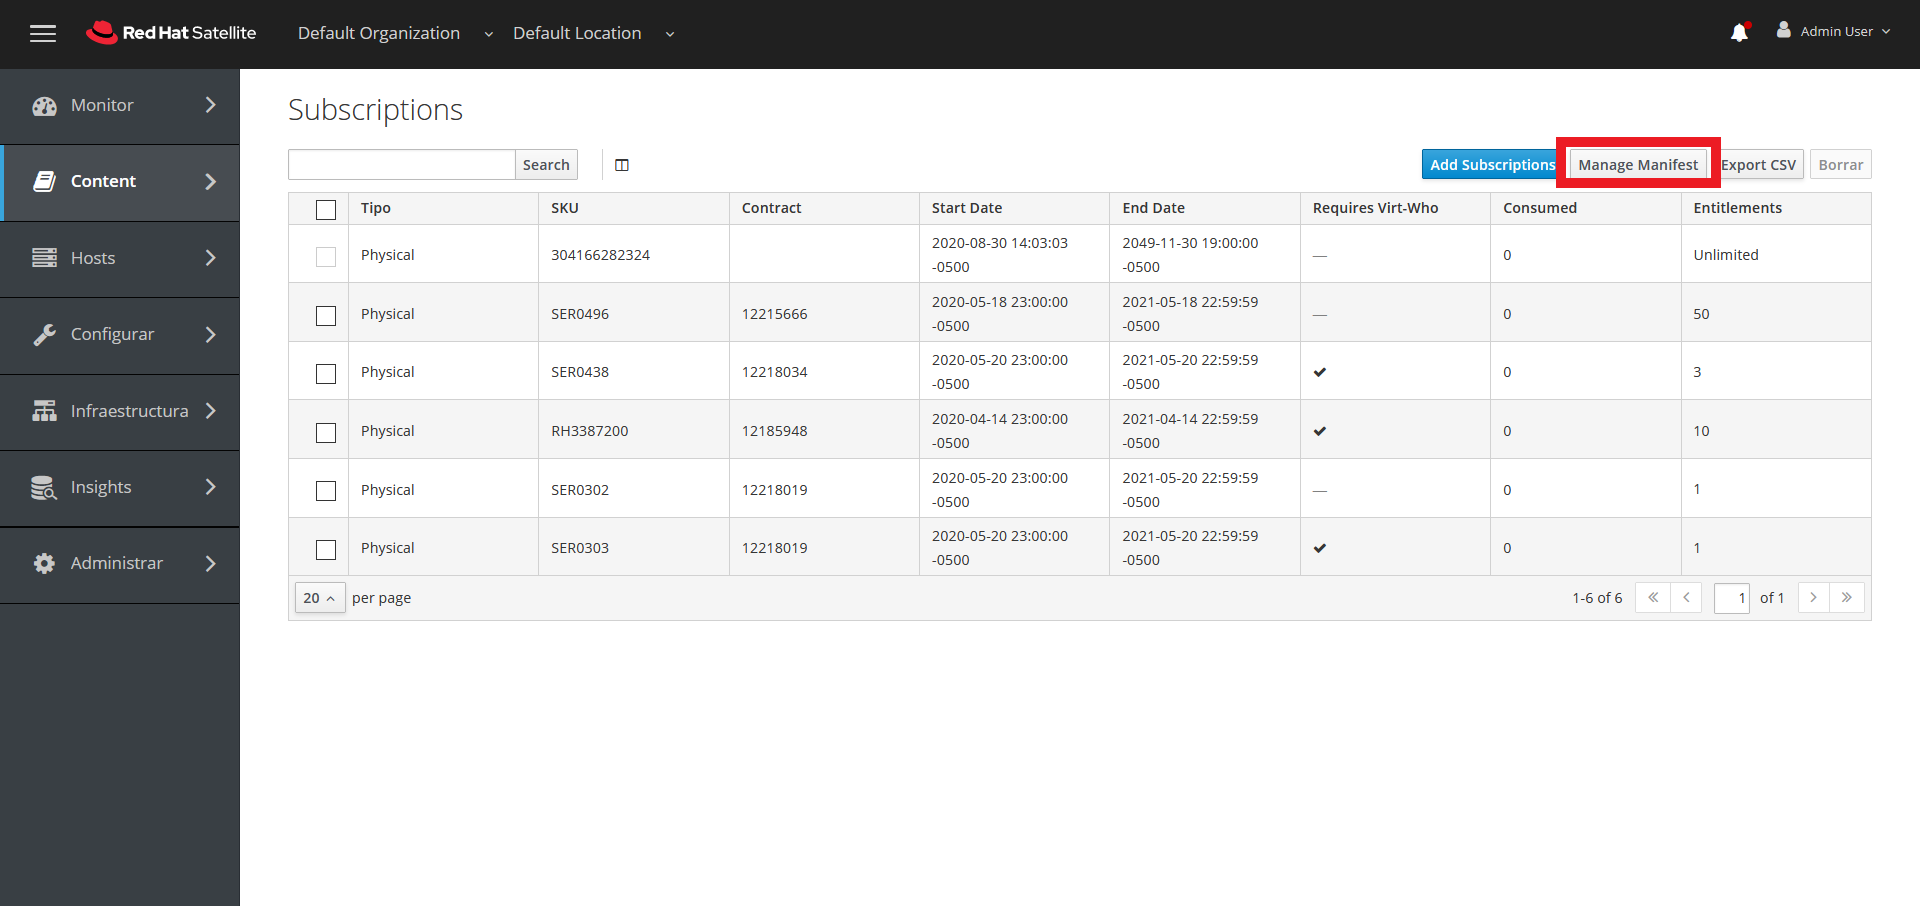 Red Hat Satellite
Default Organization
Default Location
Admin User
Monitor
Content
Hosts
Configurar
Infraestructura
Insights
Administrar
Subscriptions
Search
Add Subscriptions
Manage Manifest
Export CSV
Borrar
Tipo SKU Contract Start Date End Date Requires Virt-Who Consumed Entitlements
Physical 304166282324 2020-08-30 14:03:03 2049-11-30 19:00:00 — 0 Unlimited
-0500 -0500
Physical SER0496 12215666 2020-05-18 23:00:00 2021-05-18 22:59:59 — 0 50
-0500 -0500
Physical SER0438 12218034 2020-05-20 23:00:00 2021-05-20 22:59:59 ✔ 0 3
-0500 -0500
Physical RH3387200 12185948 2020-04-14 23:00:00 2021-04-14 22:59:59 ✔ 0 10
-0500 -0500
Physical SER0302 12218019 2020-05-20 23:00:00 2021-05-20 22:59:59 — 0 1
-0500 -0500
Physical SER0303 12218019 2020-05-20 23:00:00 2021-05-20 22:59:59 ✔ 0 1
-0500 -0500
20 per page
1-6 of 6 « < 1 of 1 > »